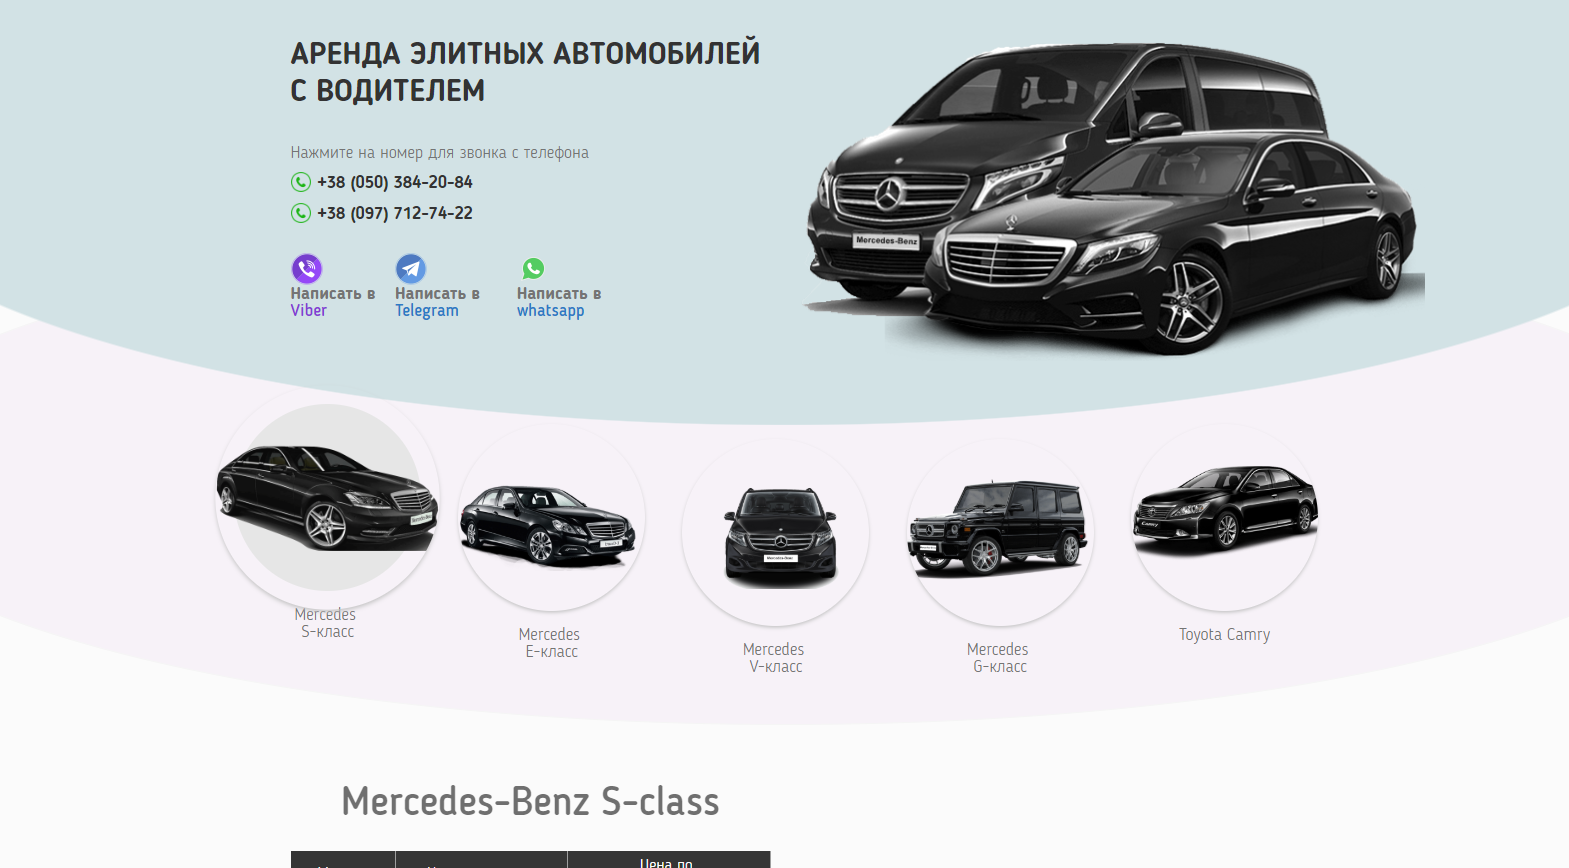 АРЕНДА ЭЛИТНЫХ АВТОМОБИЛЕЙ
С ВОДИТЕЛЕМ
Нажмите на номер для звонка с телефона
+38 (050) 384-20-84
+38 (097) 712-74-22
Написать в
Viber
Написать в
Telegram
Написать в
whatsapp
Mercedes-Benz
Camry
Mercedes
S-класс
Mercedes
E-класс
Mercedes
V-класс
Mercedes
G-класс
Toyota Camry
Mercedes-Benz S-class
Цена по